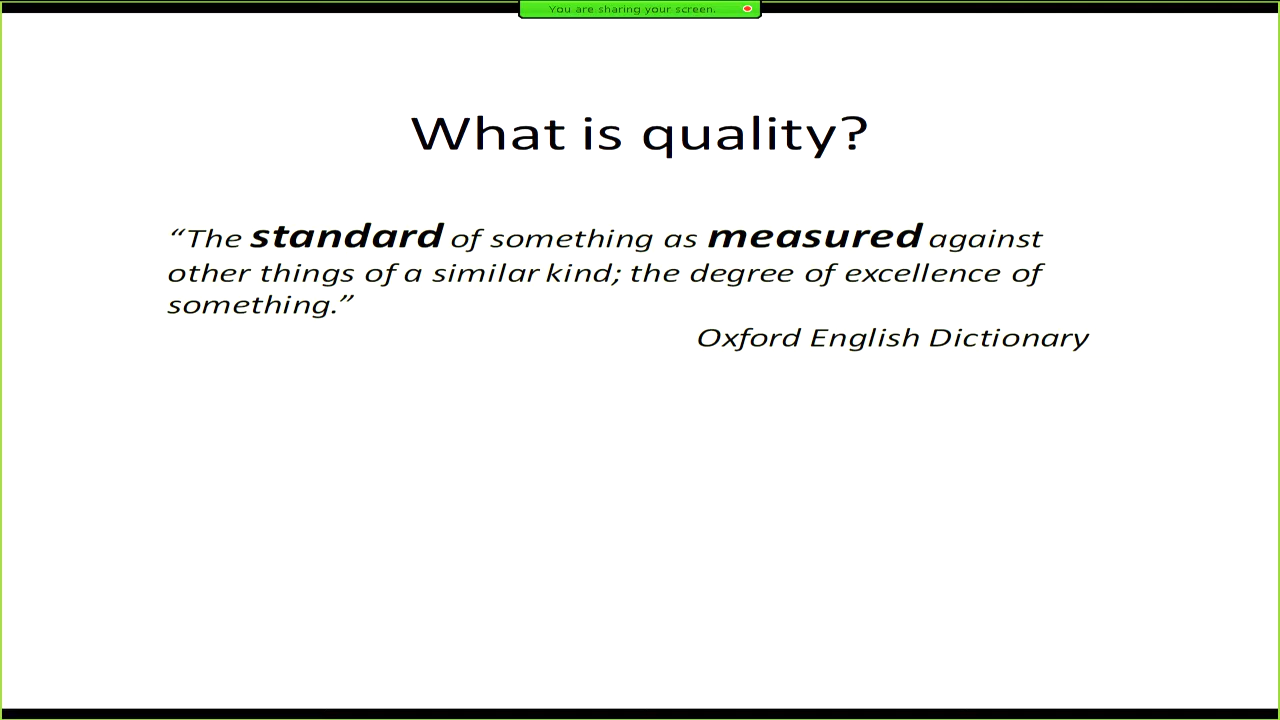 You are sharing your screen.
What is quality?
“The standard of something as measured against
other things of a similar kind; the degree of excellence of
something.”
Oxford English Dictionary